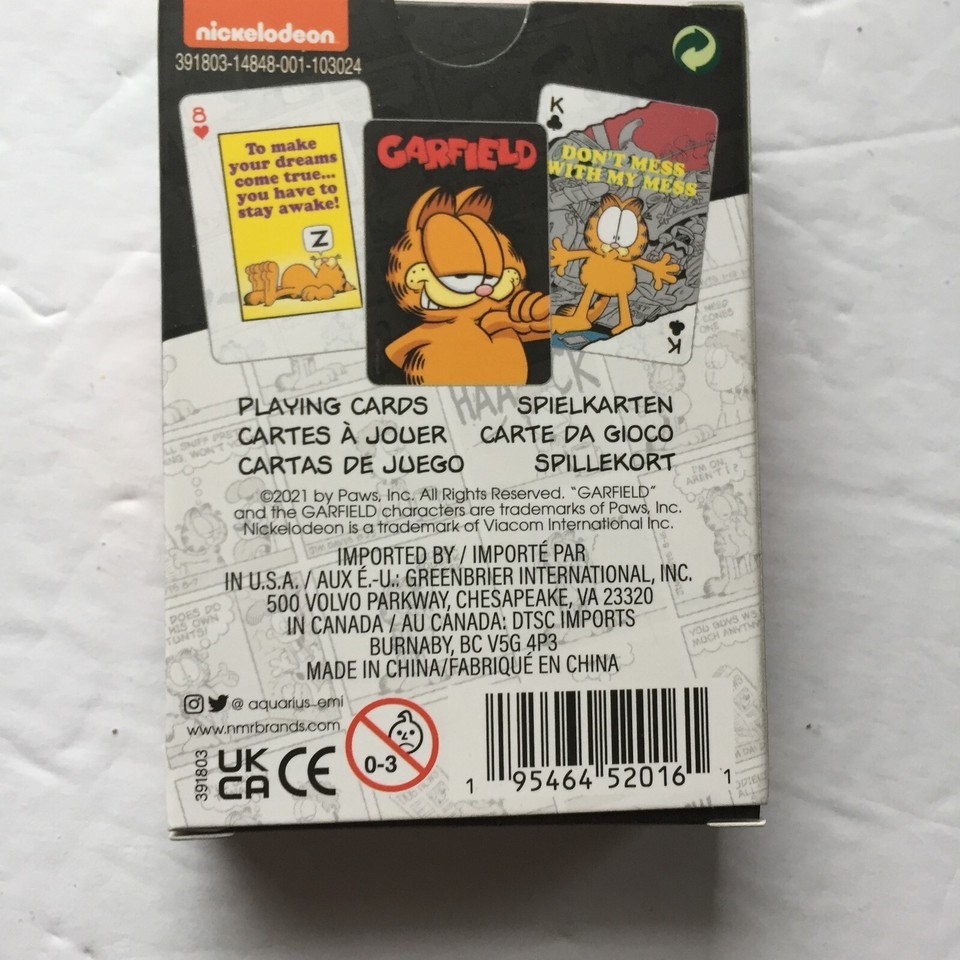 nickelodeon
391803-14848-001-103024
8
To make
your dreams
come true...
you have to
stay awake!
Z
GARFIELD
K
DON'T MESS
WITH MY MESS
K
PLAYING CARDS
SPIELKARTEN
CARTES À JOUER
CARTE DA GIOCO
CARTAS DE JUEGO
SPILLEKORT
©2021 by Paws, Inc. All Rights Reserved. "GARFIELD"
and the GARFIELD characters are trademarks of Paws, Inc.
Nickelodeon is a trademark of Viacom International Inc.
IMPORTED BY / IMPORTÉ PAR
IN U.S.A. / AUX É.-U.: GREENBRIER INTERNATIONAL, INC.
500 VOLVO PARKWAY, CHESAPEAKE, VA 23320
IN CANADA / AU CANADA: DTSC IMPORTS
BURNABY, BC V5G 4P3
MADE IN CHINA/FABRIQUÉ EN CHINA
@ aquarius_emi
www.nmrbrands.com
391803
UK
CA CE
0-3
1 95464 52016 1